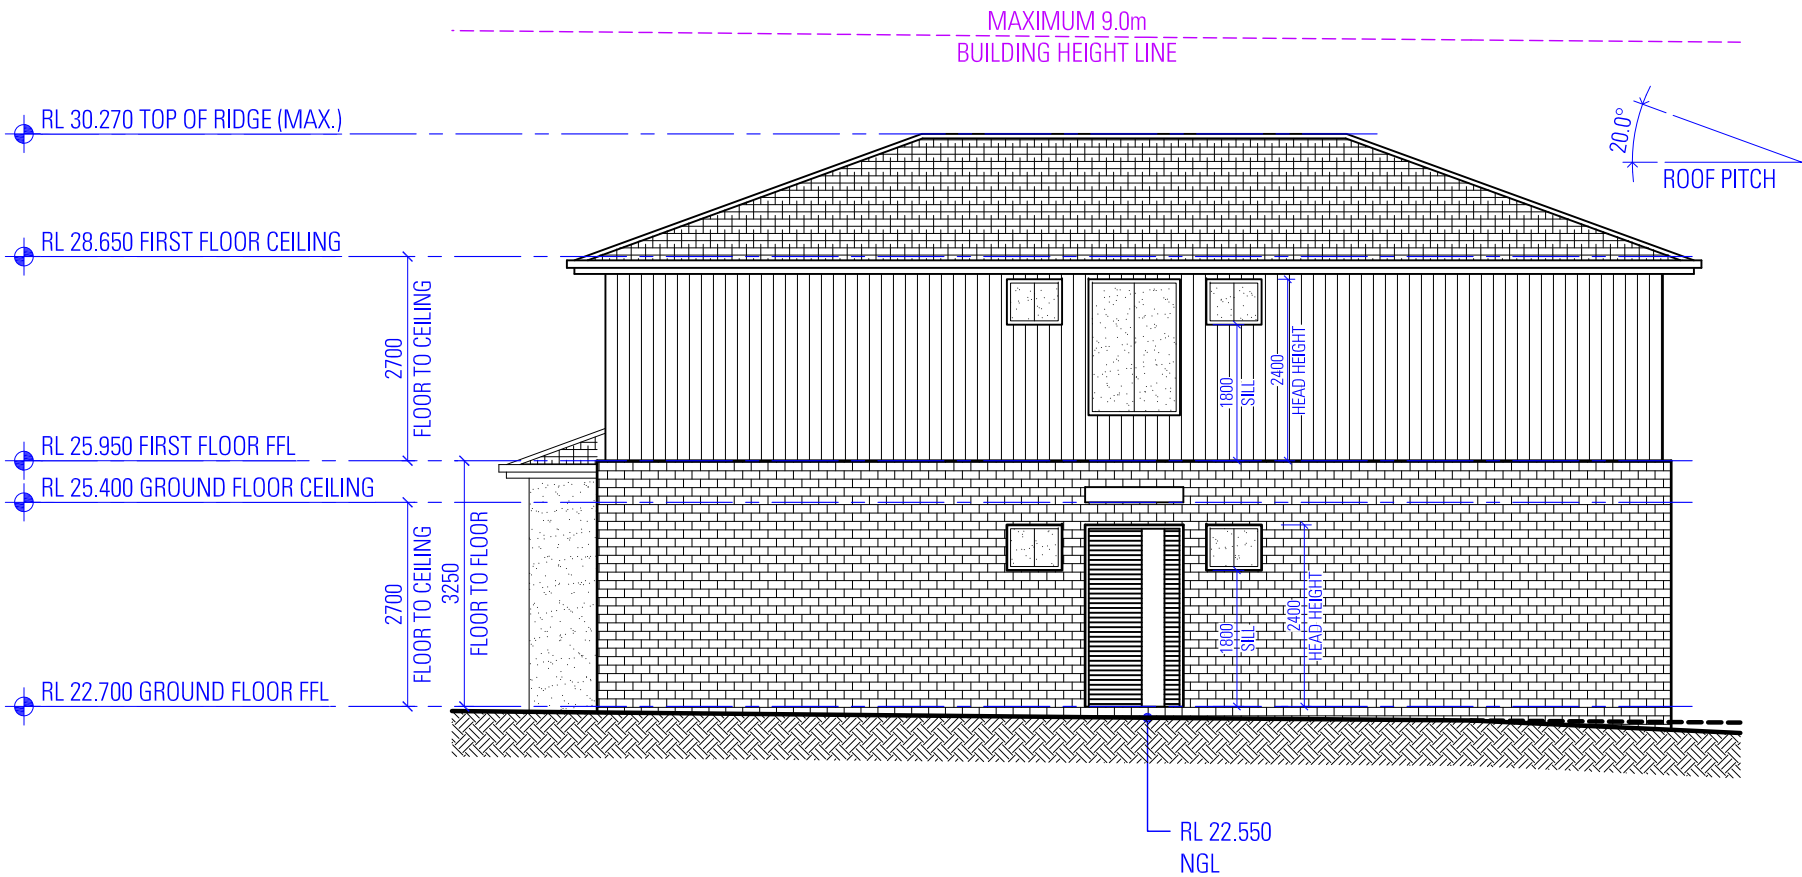 MAXIMUM 9.0m
BUILDING HEIGHT LINE
RL 30.270 TOP OF RIDGE (MAX.)
20.0°
ROOF PITCH
RL 28.650 FIRST FLOOR CEILING
2700
FLOOR TO CEILING
1800
SILL
2400
HEAD HEIGHT
RL 25.950 FIRST FLOOR FFL
RL 25.400 GROUND FLOOR CEILING
2700
FLOOR TO CEILING
3250
FLOOR TO FLOOR
1800
SILL
2400
HEAD HEIGHT
RL 22.700 GROUND FLOOR FFL
RL 22.550
NGL